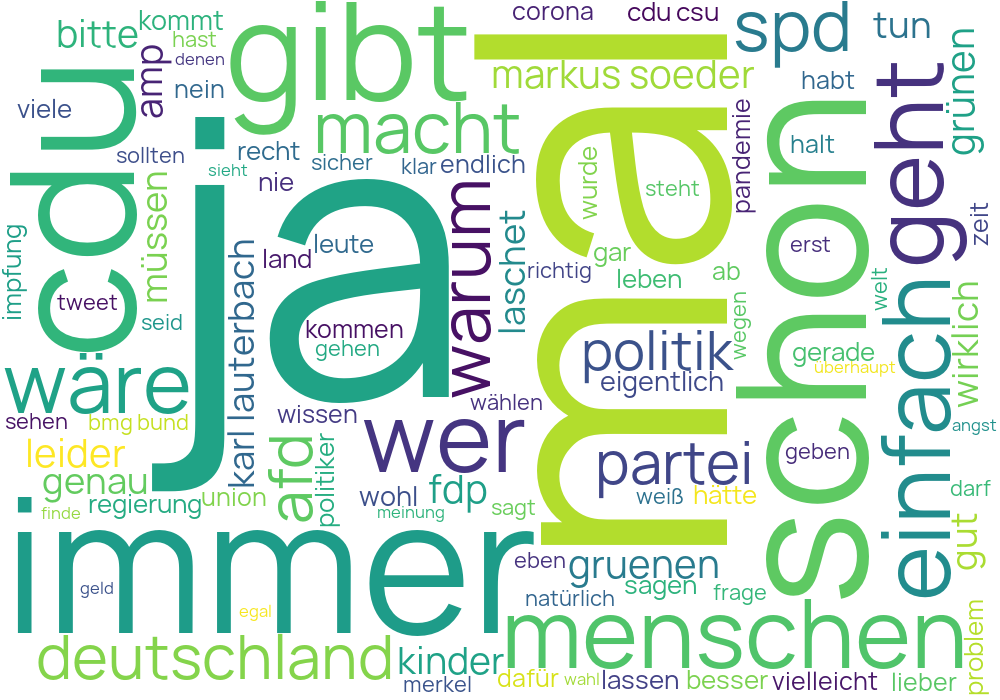 kommt
corona
cdu csu
spd
tun
bitte
hast
gibt
mal
denen
amp
nein
markus soeder
habt
grünen
viele
cdu
ja
macht
pandemie
schon
geht
halt
sollten
recht
sicher
klar
endlich
sieht
nie
wurde
steht
müssen
warum
laschet
zeit
impfung
leute
erst
land
gar
richtig
leben
ab
welt
tweet
karl lauterbach
kommen
wegen
seid
gehen
politik
gerade
einfach
wirklich
überhaupt
wäre
eigentlich
wissen
wählen
sehen
bmg bund
wer
angst
leider
afd
politiker
partei
geben
genau
fdp
wohl
weiß
hätte
darf
regierung
union
finde
meinung
sagt
immer
gut
eben
gruenen
geld
sagen
frage
natürlich
egal
menschen
problem
deutschland
kinder
merkel
dafür
wahl
lassen
besser
vielleicht
lieber